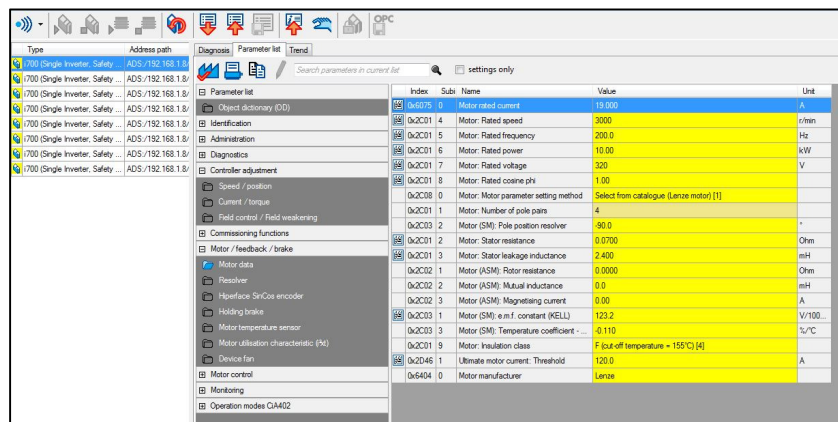 OPC
Type Address path
i700 (Single Inverter, Safety ... ADS:/192.168.1.8/
i700 (Single Inverter, Safety ... ADS:/192.168.1.8/
i700 (Single Inverter, Safety ... ADS:/192.168.1.8/
i700 (Single Inverter, Safety ... ADS:/192.168.1.8/
i700 (Single Inverter, Safety ... ADS:/192.168.1.8/
i700 (Single Inverter, Safety ... ADS:/192.168.1.8/
i700 (Single Inverter, Safety ... ADS:/192.168.1.8/
i700 (Single Inverter, Safety ... ADS:/192.168.1.8/
Diagnosis Parameter list Trend
Search parameters in current list settings only
Parameter list
Object dictionary (OD)
Identification
Administration
Diagnostics
Controller adjustment
Speed / position
Current / torque
Field control / Field weakening
Commissioning functions
Motor / feedback / brake
Motor data
Resolver
Hiperface SinCos encoder
Holding brake
Motor temperature sensor
Motor utilisation characteristic (i²xt)
Device fan
Motor control
Monitoring
Operation modes CiA402
Index Subi Name Value Unit
0x6075 0 Motor rated current 19.000 A
0x2C01 4 Motor: Rated speed 3000 r/min
0x2C01 5 Motor: Rated frequency 200.0 Hz
0x2C01 6 Motor: Rated power 10.00 kW
0x2C01 7 Motor: Rated voltage 320 V
0x2C01 8 Motor: Rated cosine phi 1.00
0x2C08 0 Motor: Motor parameter setting method Select from catalogue (Lenze motor) [1]
0x2C01 1 Motor: Number of pole pairs 4
0x2C03 2 Motor (SM): Pole position resolver -90.0 °
0x2C01 2 Motor: Stator resistance 0.0700 Ohm
0x2C01 3 Motor: Stator leakage inductance 2.400 mH
0x2C02 1 Motor (ASM): Rotor resistance 0.0000 Ohm
0x2C02 2 Motor (ASM): Mutual inductance 0.0 mH
0x2C02 3 Motor (ASM): Magnetising current 0.00 A
0x2C03 1 Motor (SM): e.m.f. constant (KELL) 123.2 V/100...
0x2C03 3 Motor (SM): Temperature coefficient - ... -0.110 %/°C
0x2C01 9 Motor: Insulation class F (cut-off temperature = 155°C) [4]
0x2D46 1 Ultimate motor current: Threshold 120.0 A
0x6404 0 Motor manufacturer Lenze